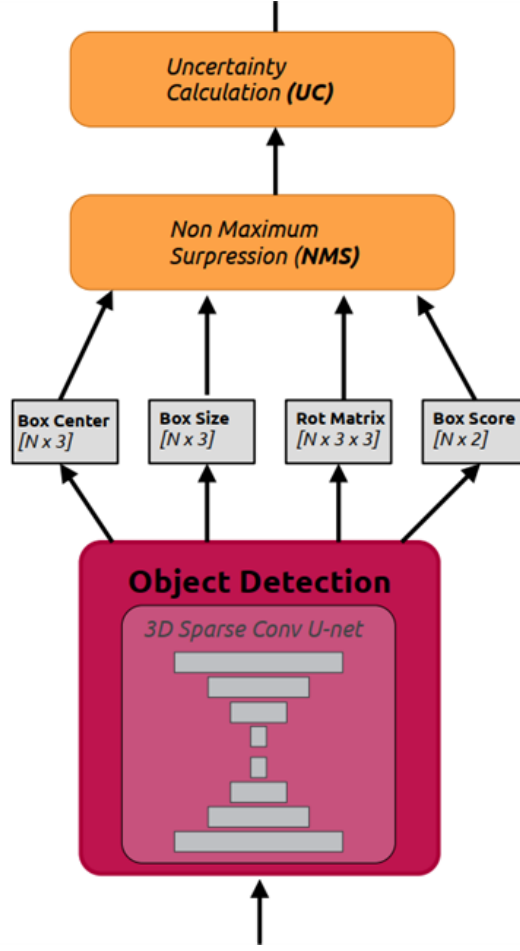 Uncertainty
Calculation (UC)
Non Maximum
Surpression (NMS)
Box Center
[N x 3]
Box Size
[N x 3]
Rot Matrix
[N x 3 x 3]
Box Score
[N x 2]
Object Detection
3D Sparse Conv U-net